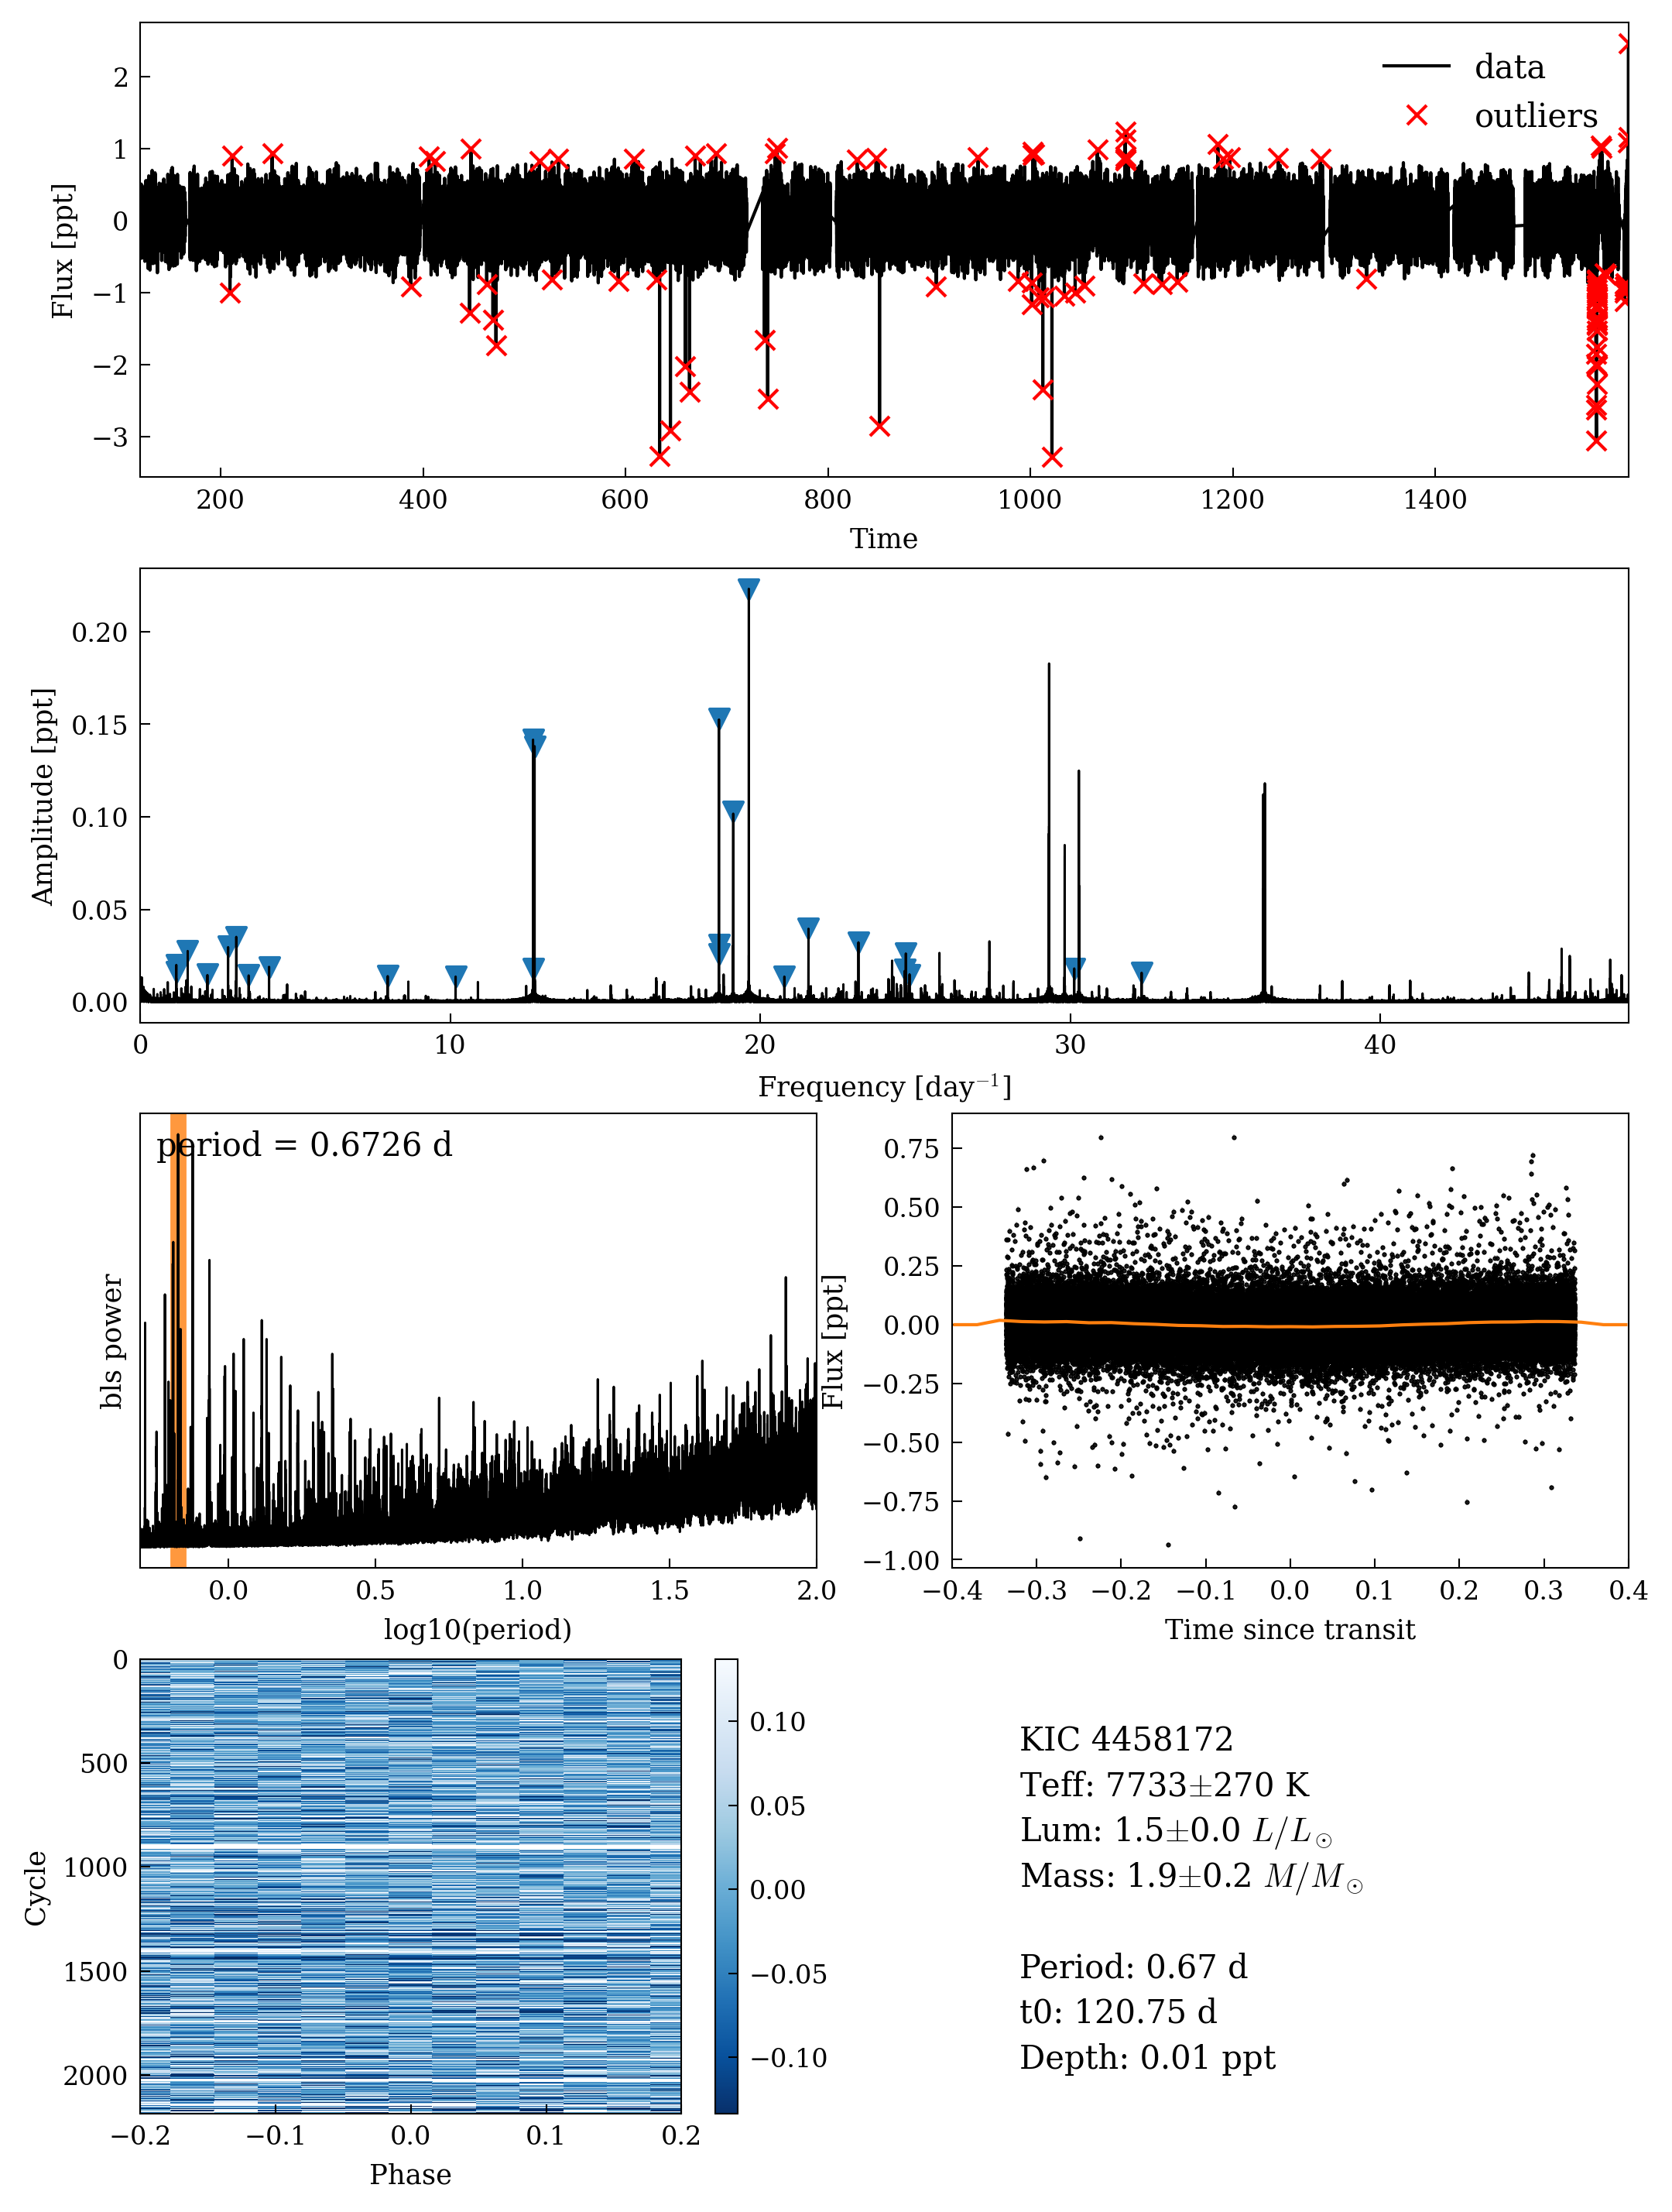 data
outliers
2
1
0
−1
−2
−3
Flux [ppt]
200 400 600 800 1000 1200 1400
Time
0.20
0.15
0.10
0.05
0.00
Amplitude [ppt]
0 10 20 30 40
Frequency [day⁻¹]
period = 0.6726 d
bls power
0.0 0.5 1.0 1.5 2.0
log10(period)
0.75
0.50
0.25
0.00
−0.25
−0.50
−0.75
−1.00
Flux [ppt]
−0.4 −0.3 −0.2 −0.1 0.0 0.1 0.2 0.3 0.4
Time since transit
0
500
1000
1500
2000
Cycle
−0.2 −0.1 0.0 0.1 0.2
Phase
0.10
0.05
0.00
−0.05
−0.10
KIC 4458172
Teff: 7733±270 K
Lum: 1.5±0.0 L/L☉
Mass: 1.9±0.2 M/M☉
Period: 0.67 d
t0: 120.75 d
Depth: 0.01 ppt